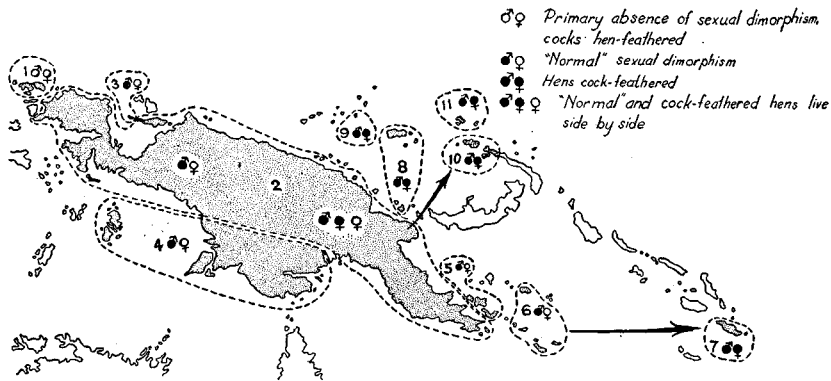 ♂♀ Primary absence of sexual dimorphism,
cocks hen-feathered
♂♀ "Normal" sexual dimorphism
♂♀ Hens cock-feathered
♂♀ ♀ "Normal" and cock-feathered hens live
side by side
1 ♂♀
3 ♂♀
11 ♂♀
9 ♂♀
10 ♂♀
8
♂♀
♂♀
2
♂♀ ♀
4 ♂♀
5 ♂♀
6 ♂♀
7 ♂♀